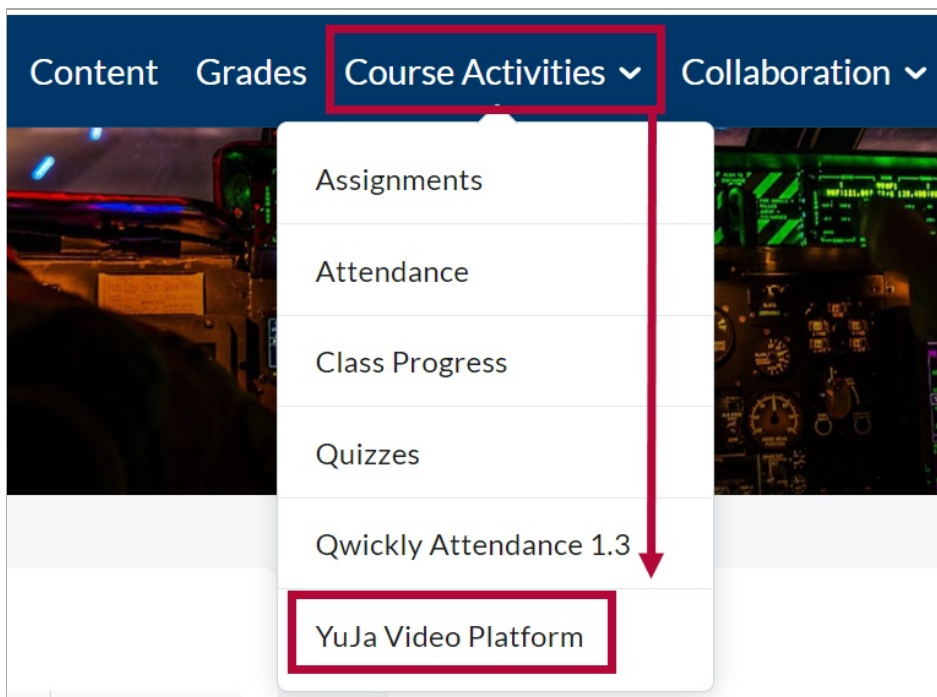 Content Grades Course Activities Collaboration
Assignments
Attendance
Class Progress
Quizzes
Qwickly Attendance 1.3
YuJa Video Platform